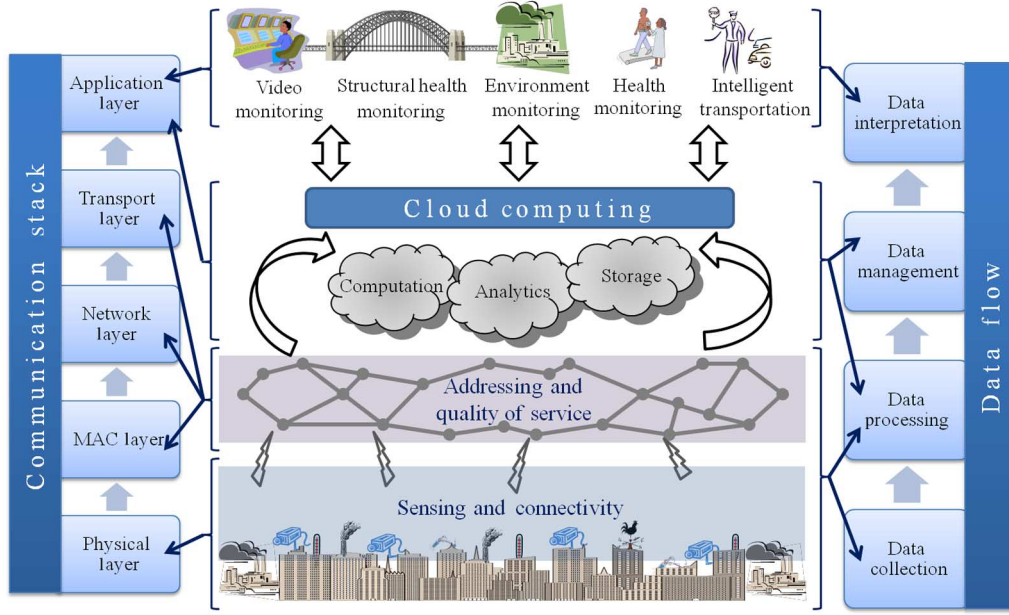 Communication stack
Application
layer
Transport
layer
Network
layer
MAC layer
Physical
layer
Video
monitoring
Structural health
monitoring
Environment
monitoring
Health
monitoring
Intelligent
transportation
Cloud computing
Computation
Analytics
Storage
Addressing and
quality of service
Sensing and connectivity
Data
interpretation
Data
management
Data
processing
Data
collection
Data flow